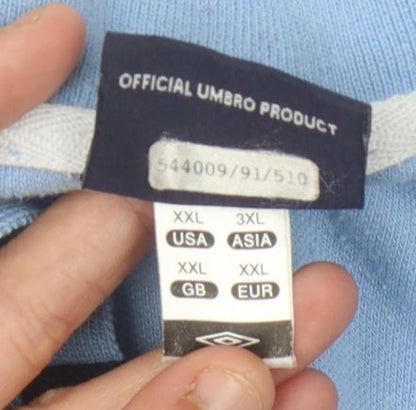 OFFICIAL UMBRO PRODUCT
544009/91/510
XXL 3XL
USA ASIA
XXL XXL
GB EUR